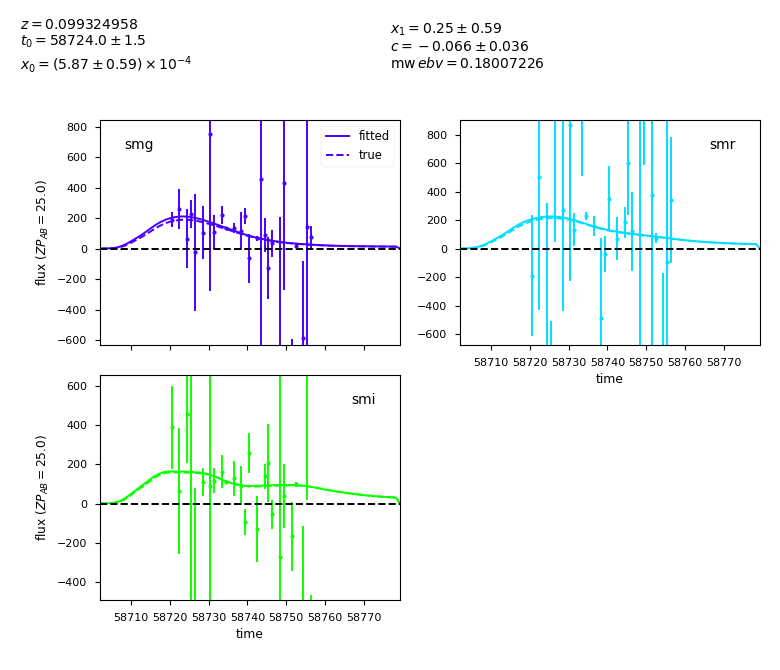 z = 0.099324958
t₀ = 58724.0 ± 1.5
x₀ = (5.87 ± 0.59) × 10⁻⁴
x₁ = 0.25 ± 0.59
c = −0.066 ± 0.036
mw ebv = 0.18007226
smg
fitted
true
800
600
400
200
0
−200
−400
−600
flux (ZP_AB = 25.0)
smr
800
600
400
200
0
−200
−400
−600
58710 58720 58730 58740 58750 58760 58770
time
smi
600
400
200
0
−200
−400
flux (ZP_AB = 25.0)
58710 58720 58730 58740 58750 58760 58770
time